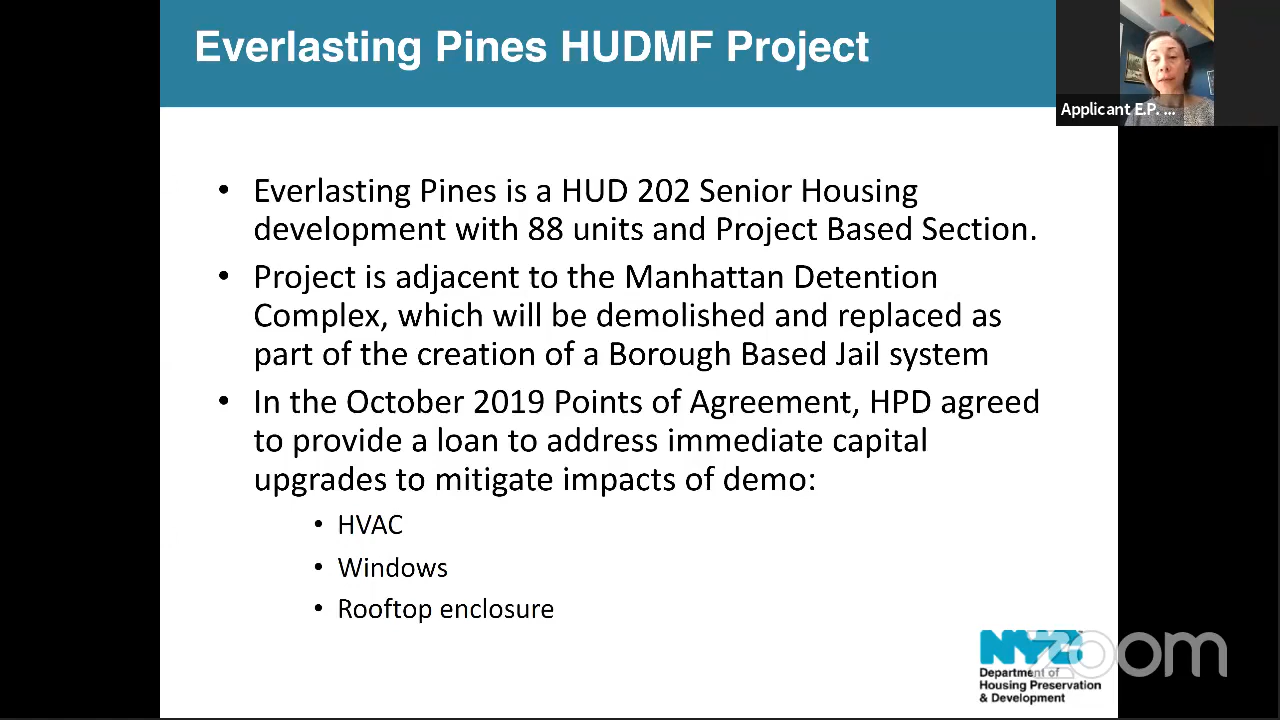 Everlasting Pines HUDMF Project
Applicant E.P. ...
• Everlasting Pines is a HUD 202 Senior Housing
development with 88 units and Project Based Section.
• Project is adjacent to the Manhattan Detention
Complex, which will be demolished and replaced as
part of the creation of a Borough Based Jail system
• In the October 2019 Points of Agreement, HPD agreed
to provide a loan to address immediate capital
upgrades to mitigate impacts of demo:
• HVAC
• Windows
• Rooftop enclosure
NYC
zoom
Department of
Housing Preservation
& Development